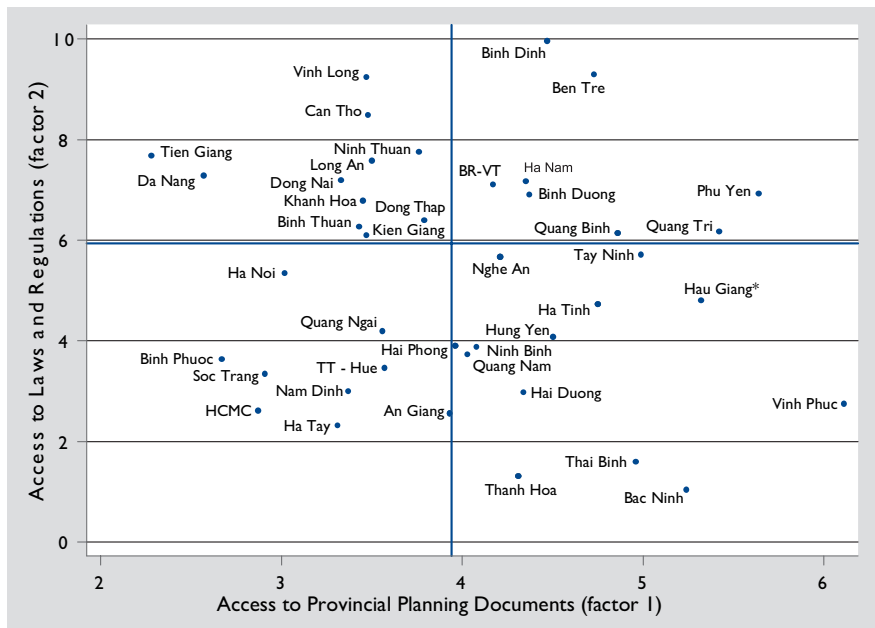 Access to Laws and Regulations (factor 2)
10
8
6
4
2
0
Binh Dinh
Vinh Long
Ben Tre
Can Tho
Ninh Thuan
Tien Giang
Long An
Ha Nam
BR-VT
Da Nang
Dong Nai
Binh Duong
Phu Yen
Khanh Hoa
Dong Thap
Binh Thuan
Kien Giang
Quang Binh
Quang Tri
Tay Ninh
Nghe An
Ha Noi
Hau Giang*
Ha Tinh
Quang Ngai
Hung Yen
Hai Phong
Ninh Binh
Binh Phuoc
TT - Hue
Quang Nam
Soc Trang
Nam Dinh
Hai Duong
HCMC
An Giang
Vinh Phuc
Ha Tay
Thai Binh
Thanh Hoa
Bac Ninh
2
3
4
5
6
Access to Provincial Planning Documents (factor 1)